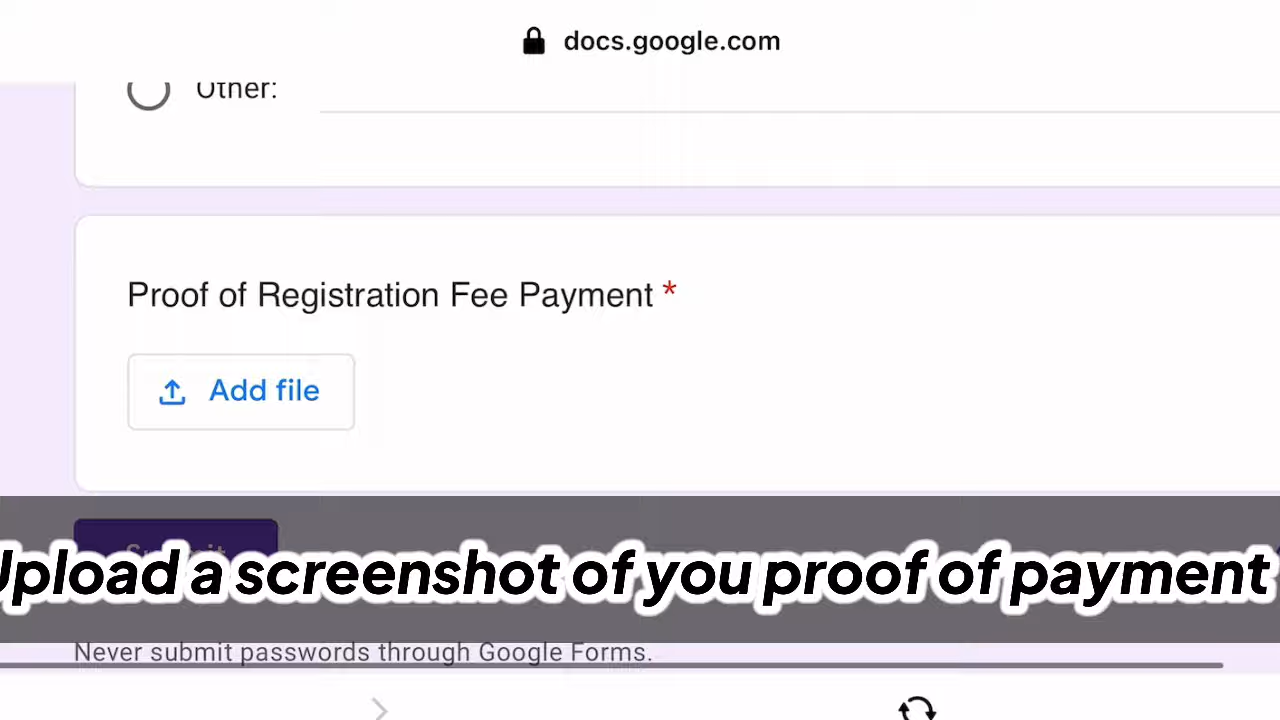 docs.google.com
Other:
Proof of Registration Fee Payment *
Add file
Submit
Upload a screenshot of you proof of payment
Never submit passwords through Google Forms.